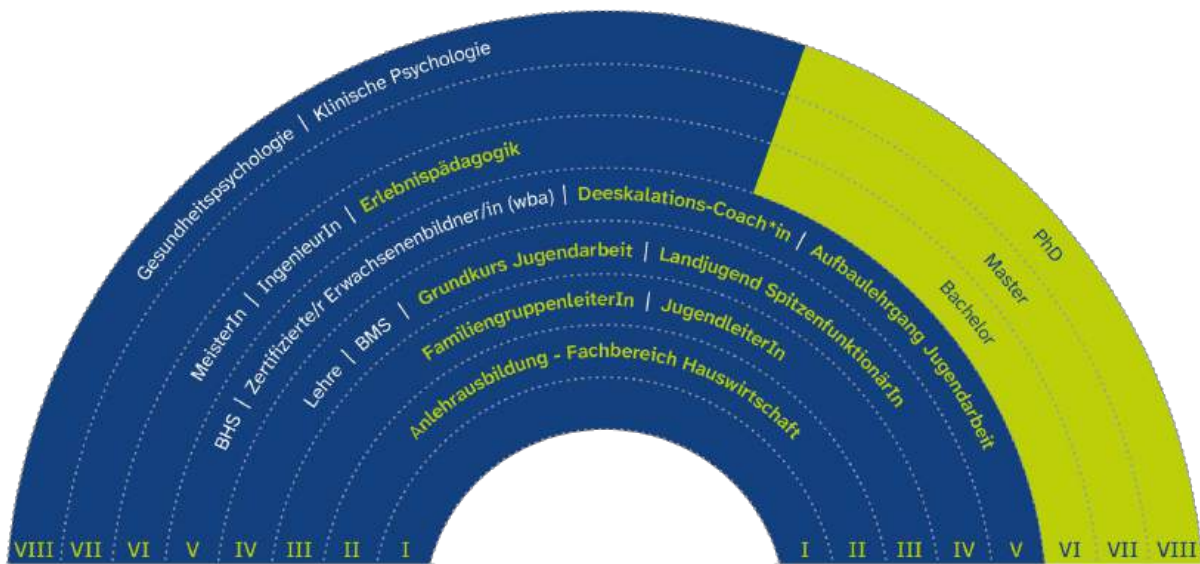 Gesundheitspsychologie | Klinische Psychologie
MeisterIn | IngenieurIn | Erlebnispädagogik
BHS | Zertifizierte/r Erwachsenenbildner/in (wba) | Deeskalations-Coach*in | Aufbaulehrgang Jugendarbeit
Lehre | BMS | Grundkurs Jugendarbeit | Landjugend SpitzenfunktionärIn
FamiliengruppenleiterIn | JugendleiterIn
Anlehrausbildung - Fachbereich Hauswirtschaft
PhD
Master
Bachelor
VIII VII VI V IV III II I I II III IV V VI VII VIII